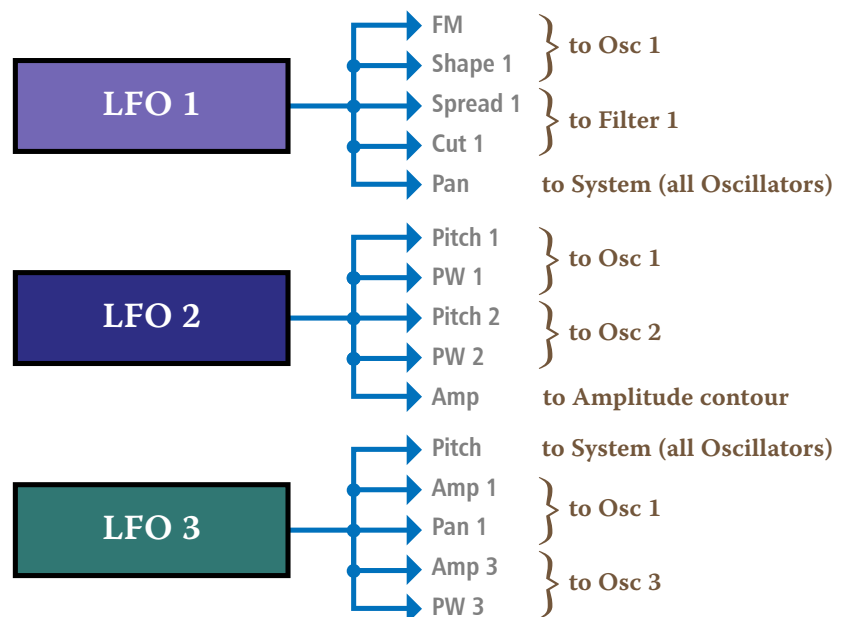 FM
to Osc 1
Shape 1
LFO 1
Spread 1
to Filter 1
Cut 1
Pan to System (all Oscillators)
Pitch 1
to Osc 1
PW 1
LFO 2
Pitch 2
to Osc 2
PW 2
Amp to Amplitude contour
Pitch to System (all Oscillators)
Amp 1
to Osc 1
LFO 3
Pan 1
Amp 3
to Osc 3
PW 3